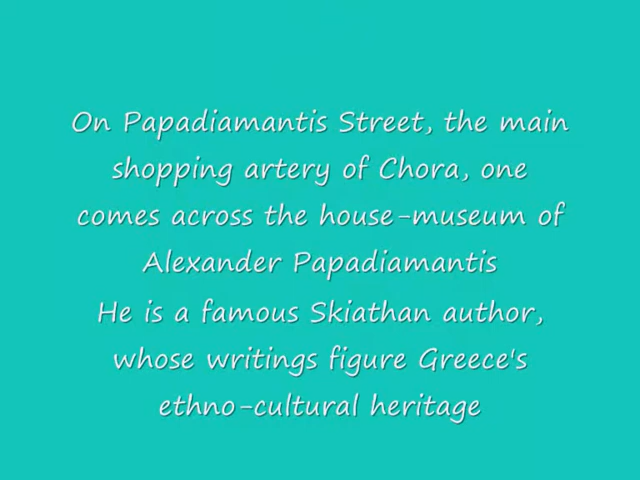 On Papadiamantis Street, the main
shopping artery of Chora, one
comes across the house-museum of
Alexander Papadiamantis
He is a famous Skiathan author,
whose writings figure Greece's
ethno-cultural heritage